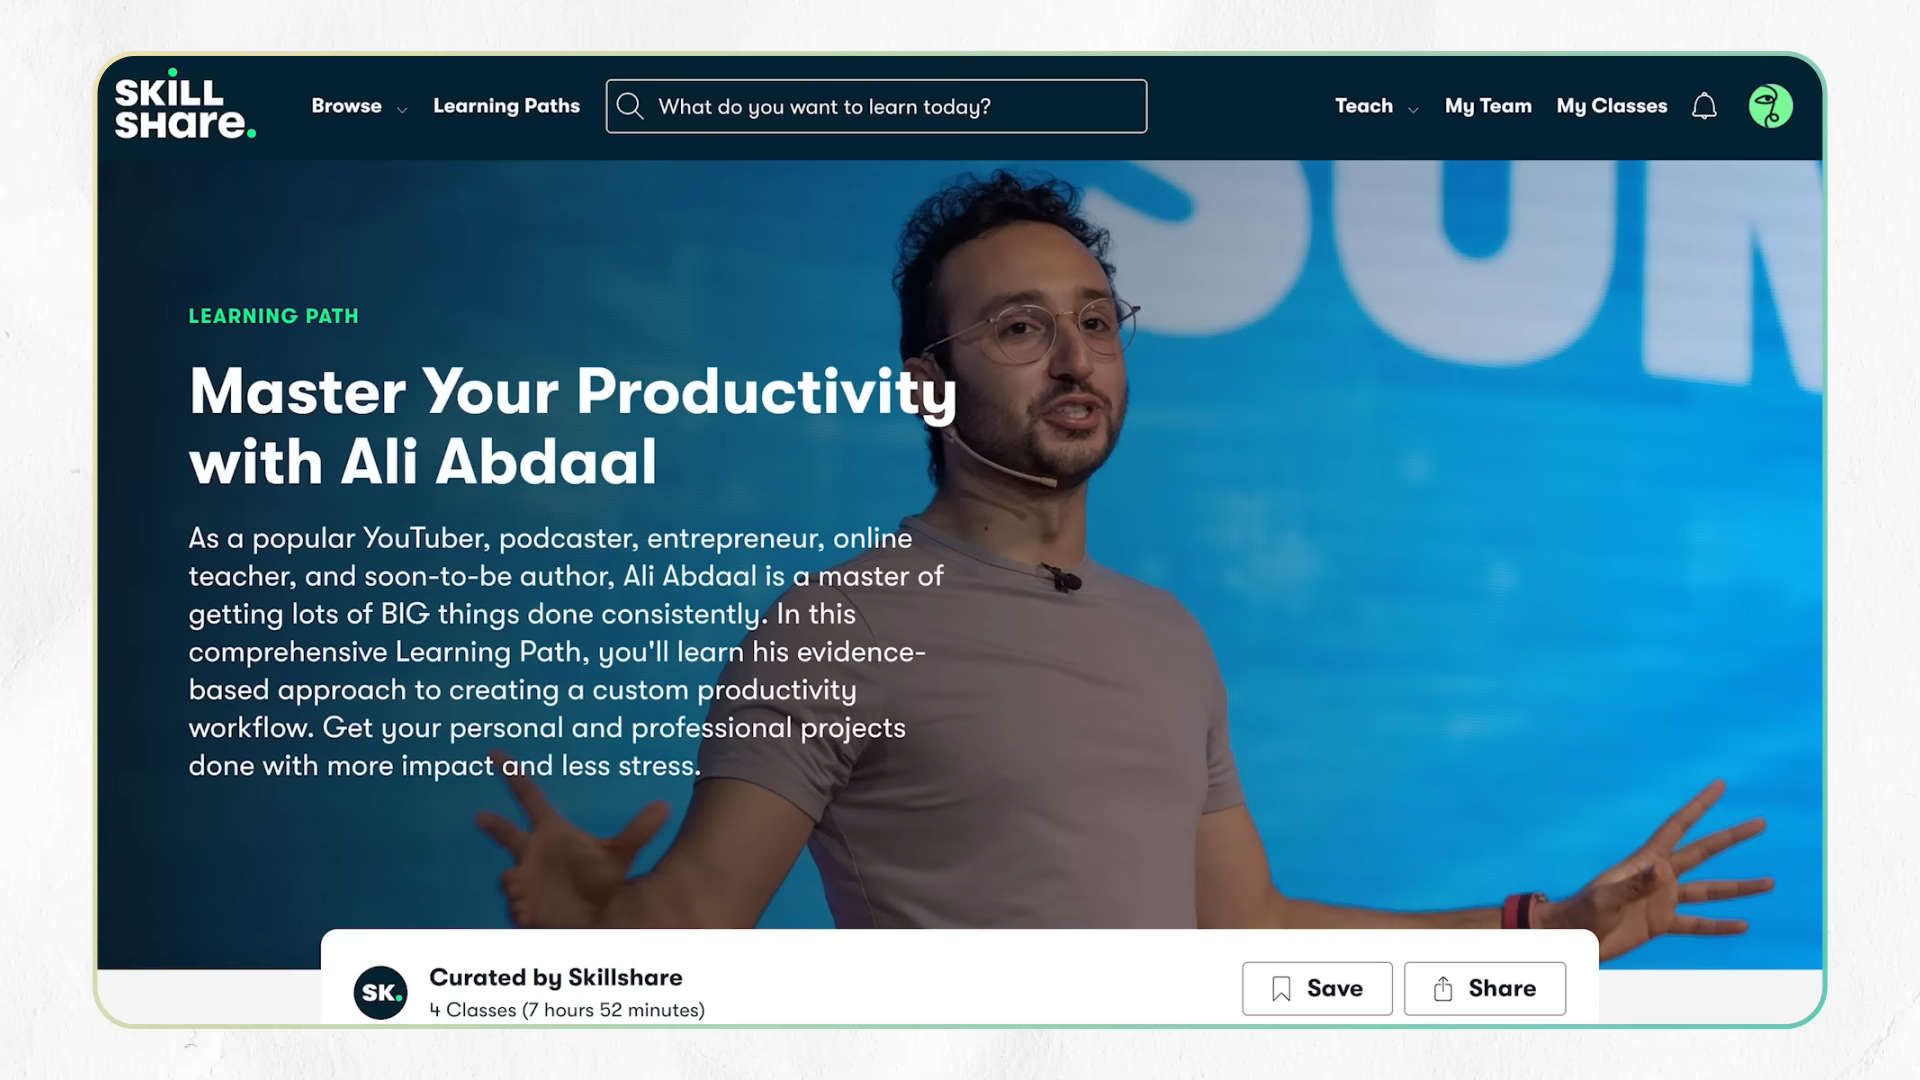 SKiLL
SHare.
Browse
Learning Paths
What do you want to learn today?
Teach
My Team
My Classes
LEARNING PATH
Master Your Productivity
with Ali Abdaal
As a popular YouTuber, podcaster, entrepreneur, online
teacher, and soon-to-be author, Ali Abdaal is a master of
getting lots of BIG things done consistently. In this
comprehensive Learning Path, you'll learn his evidence-
based approach to creating a custom productivity
workflow. Get your personal and professional projects
done with more impact and less stress.
SK.
Curated by Skillshare
4 Classes (7 hours 52 minutes)
Save
Share